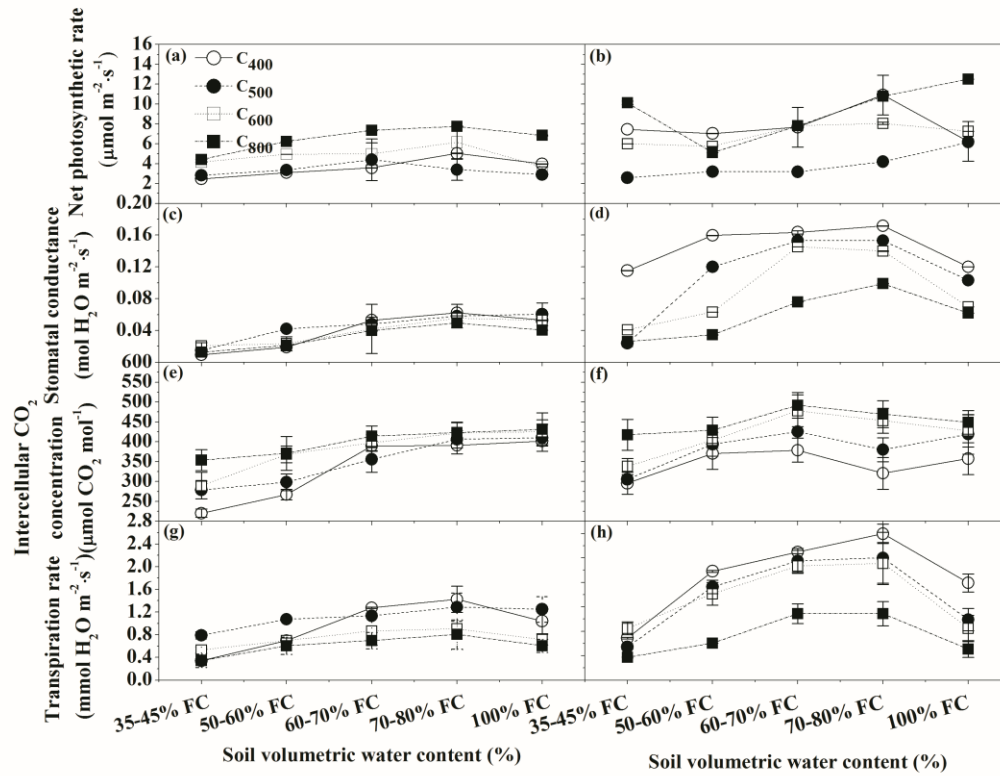 Net photosynthetic rate
(μmol m-2·s-1)
16
14
12
10
8
6
4
2
0.20
(a)
C400
C500
C600
C800
(b)
Stomatal conductance
(mol H2O m-2·s-1)
0.16
0.12
0.08
0.04
600
(c)
(d)
Intercellular CO2
concentration
(μmol CO2 mol-1)
550
500
450
400
350
300
250
2.8
(e)
(f)
Transpiration rate
(mmol H2O m-2·s-1)
2.4
2.0
1.6
1.2
0.8
0.4
0.0
(g)
(h)
35-45% FC
50-60% FC
60-70% FC
70-80% FC
100% FC
35-45% FC
50-60% FC
60-70% FC
70-80% FC
100% FC
Soil volumetric water content (%)
Soil volumetric water content (%)